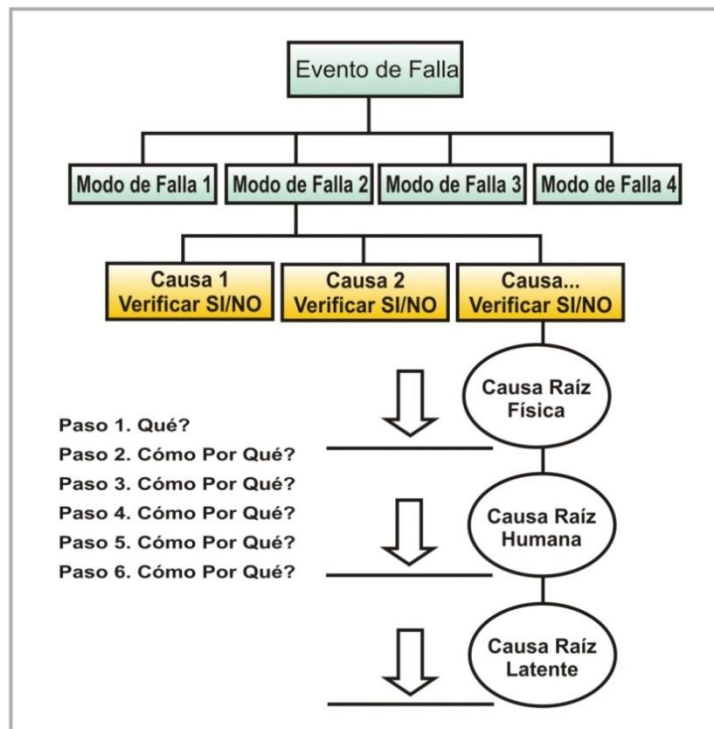 Evento de Falla
Modo de Falla 1
Modo de Falla 2
Modo de Falla 3
Modo de Falla 4
Causa 1
Verificar SI/NO
Causa 2
Verificar SI/NO
Causa...
Verificar SI/NO
Causa Raíz
Física
Paso 1. Qué?
Paso 2. Cómo Por Qué?
Paso 3. Cómo Por Qué?
Paso 4. Cómo Por Qué?
Paso 5. Cómo Por Qué?
Paso 6. Cómo Por Qué?
Causa Raíz
Humana
Causa Raíz
Latente